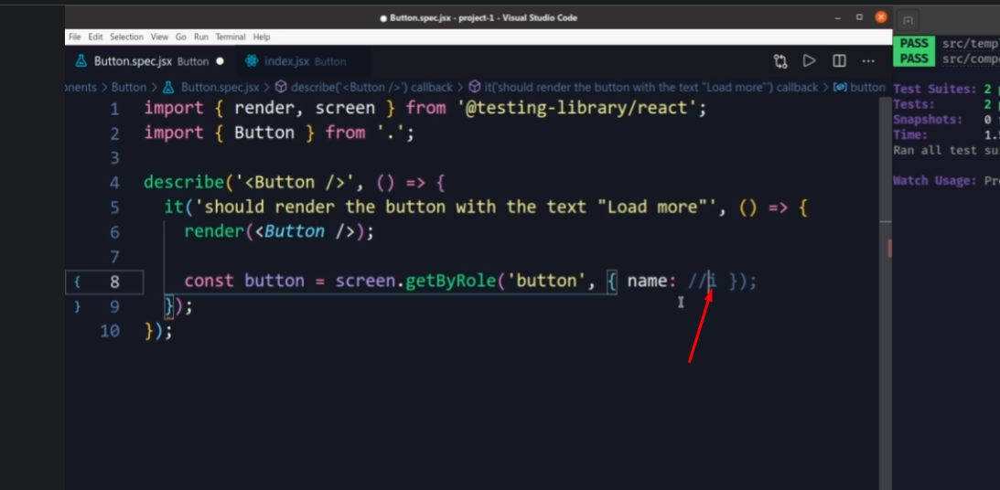 ● Button.spec.jsx - project-1 - Visual Studio Code
File Edit Selection View Go Run Terminal Help
Button.spec.jsx Button ● index.jsx Button
nents > Button > Button.spec.jsx > describe('<Button />') callback > it('should render the button with the text "Load more"') callback > button
1 import { render, screen } from '@testing-library/react';
2 import { Button } from '.';
3
4 describe('<Button />', () => {
5 it('should render the button with the text "Load more"', () => {
6 render(<Button />);
7
{ 8 const button = screen.getByRole('button', { name: //i });
} 9 });
10 });
PASS src/templ
PASS src/compo
Test Suites: 2 p
Tests: 2 p
Snapshots: 0
Time: 1.5
Ran all test su
Watch Usage: Pre